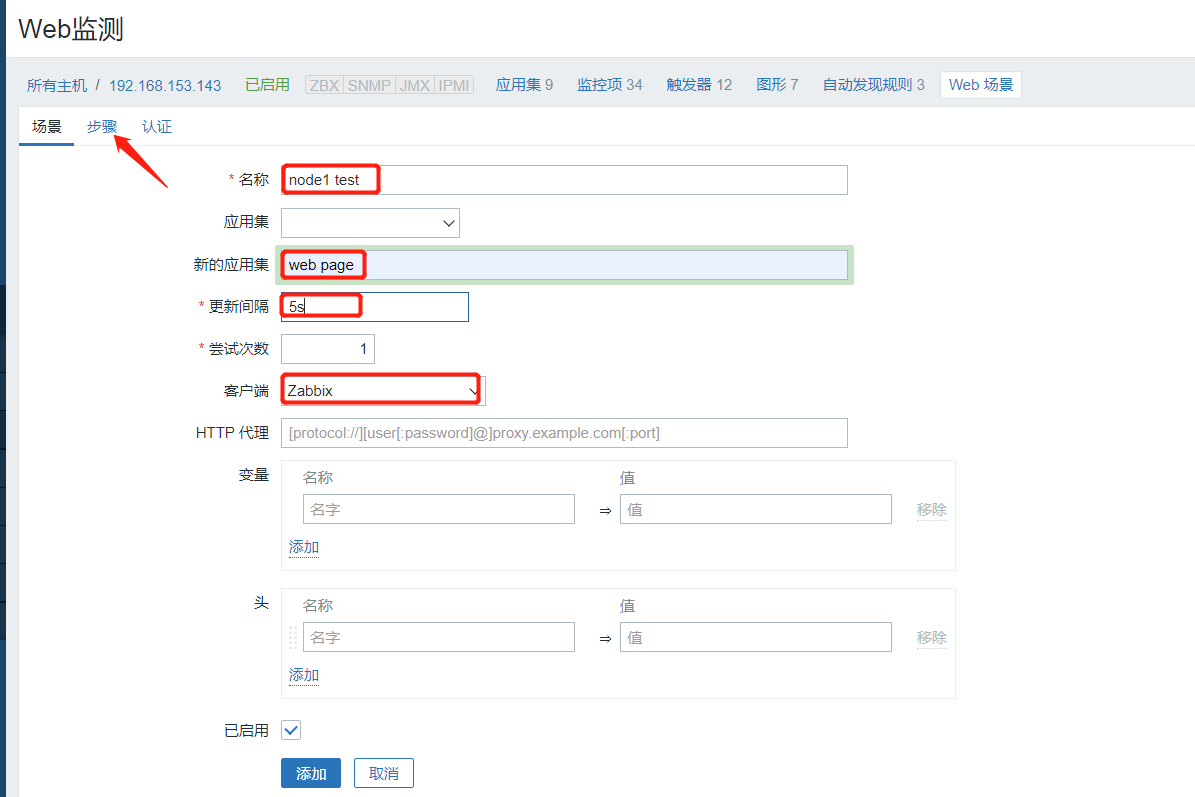 Web监测
所有主机 / 192.168.153.143 已启用 ZBX SNMP JMX IPMI 应用集 9 监控项 34 触发器 12 图形 7 自动发现规则 3 Web 场景
场景 步骤 认证
* 名称 node1 test
应用集
新的应用集 web page
* 更新间隔 5s
* 尝试次数 1
客户端 Zabbix
HTTP 代理 [protocol://][user[:password]@]proxy.example.com[:port]
变量 名称 值
名字 ⇒ 值 移除
添加
头 名称 值
名字 ⇒ 值 移除
添加
已启用
添加 取消